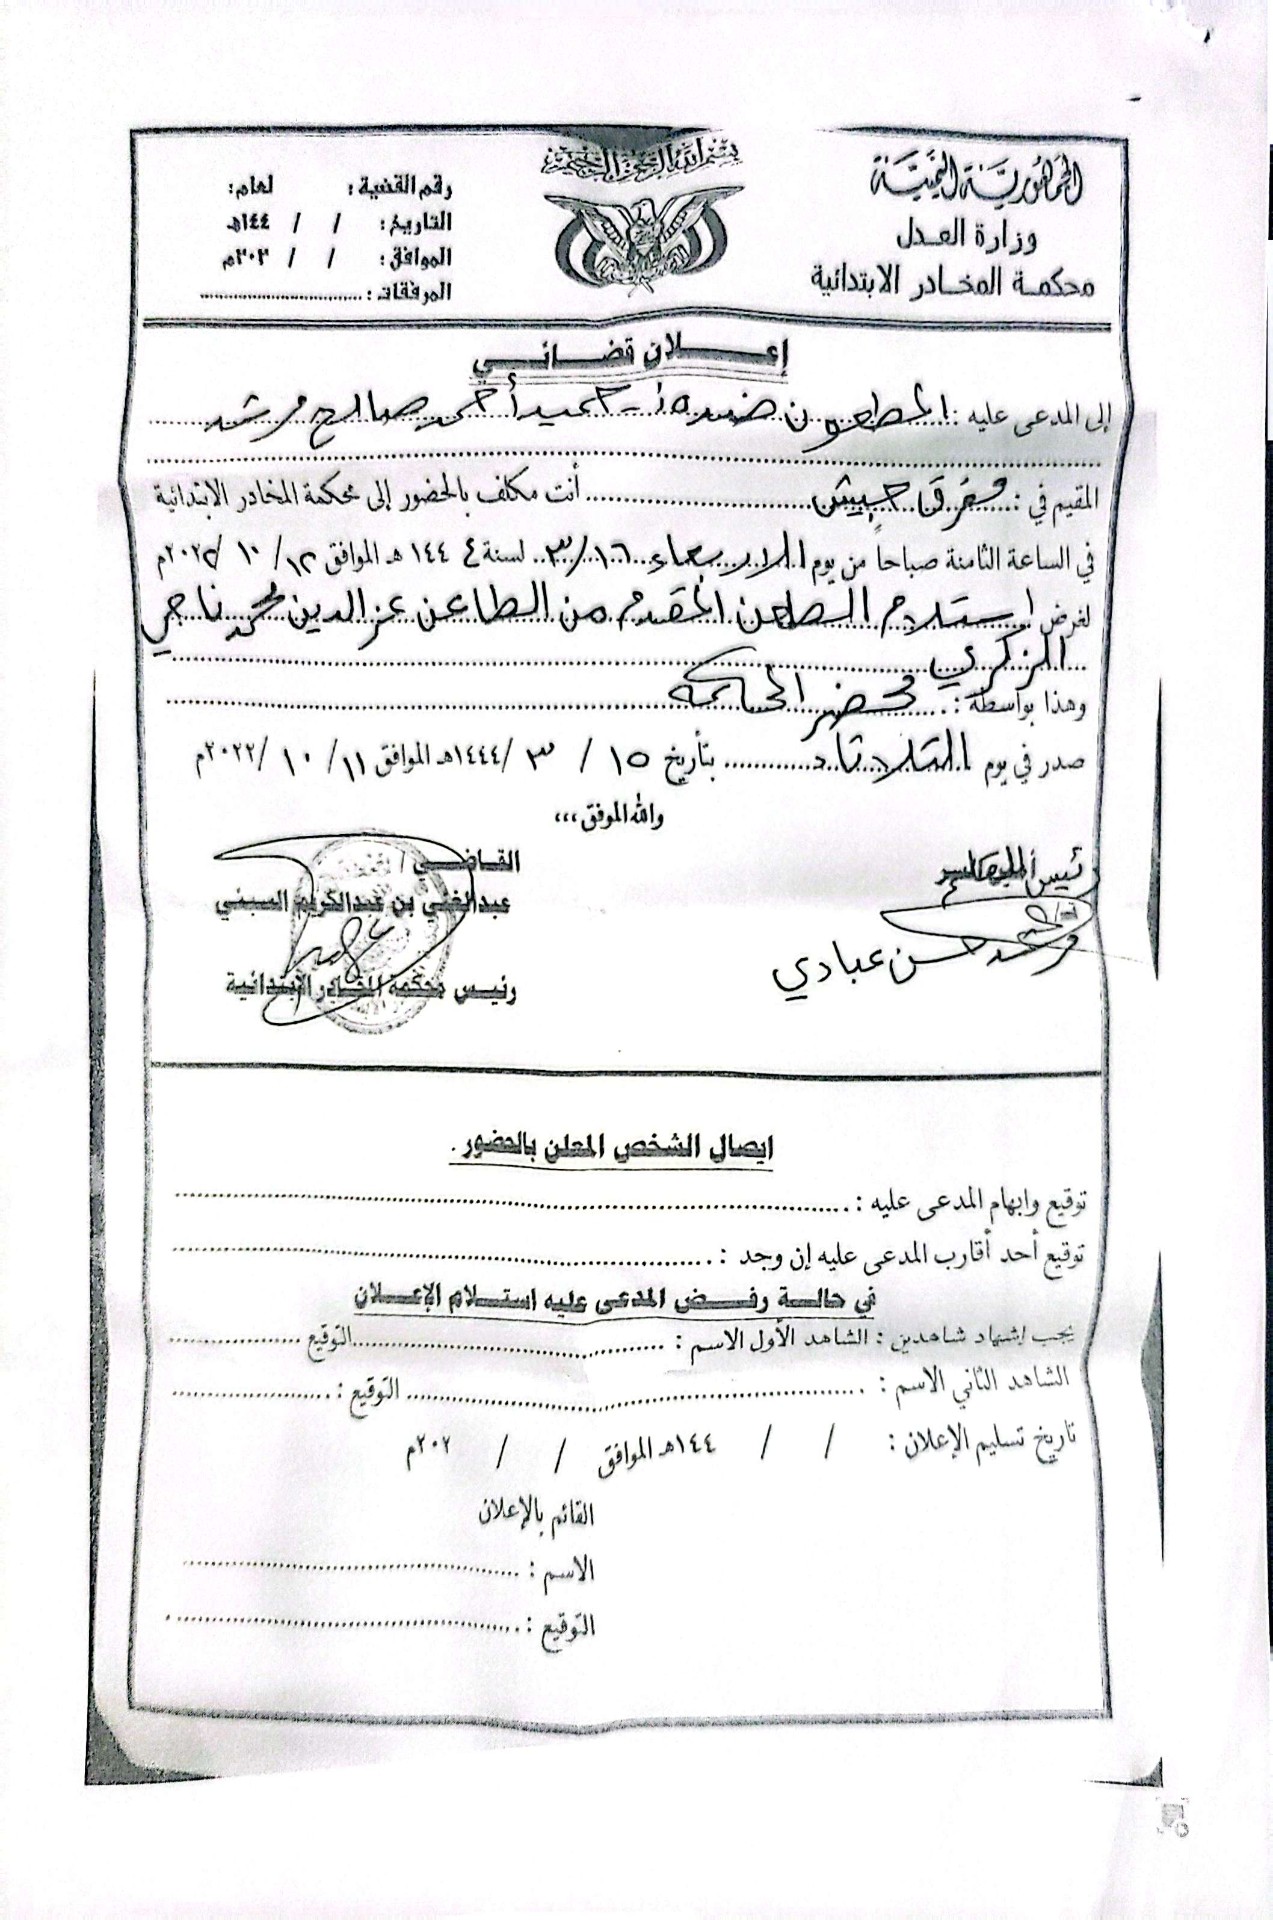 بسم الله الرحمن الرحيم
الجمهورية اليمنية
وزارة العدل
محكمة المخادر الابتدائية
رقم القضية : لعام:
التاريخ: / / ١٤٤هـ
الموافق: / / ٢٠٢م
المرفقات: ..............................
إعلان قضائي
إلى المدعى عليه : المطعون ضده / حميد أحمد صالح مرشد
المقيم في : مفرق حبيش أنت مكلف بالحضور إلى محكمة المخادر الابتدائية
في الساعة الثامنة صباحاً من يوم الاربعاء ١٦/٣ لسنة ١٤٤٤ هـ الموافق ١٢/ ١٠ /٢٠٢٢م
لغرض استلام الطعن المقدم من الطاعن عز الدين محمد ناجي
الزكري
وهذا بواسطة : محضر المحكمة
صدر في يوم الثلاثاء بتأريخ ١٥ / ٣ /١٤٤٤هـ الموافق ١١/ ١٠ /٢٠٢٢م
والله الموفق ،،،
القاضي /
عبدالغني بن عبدالكريم السبئي
رئيس محكمة المخادر الابتدائية
رئيس
حسن عبادي
ايصال الشخص المعلن بالحضور .
توقيع وابهام المدعى عليه :
توقيع أحد أقارب المدعى عليه إن وجد :
في حالة رفض المدعى عليه استلام الإعلان
يجب إشهاد شاهدين : الشاهد الأول الاسم : التوقيع
الشاهد الثاني الاسم : التوقيع :
تاريخ تسليم الإعلان : / / ١٤٤هـ الموافق / / ٢٠٢م
القائم بالإعلان
الاسم :
التوقيع :